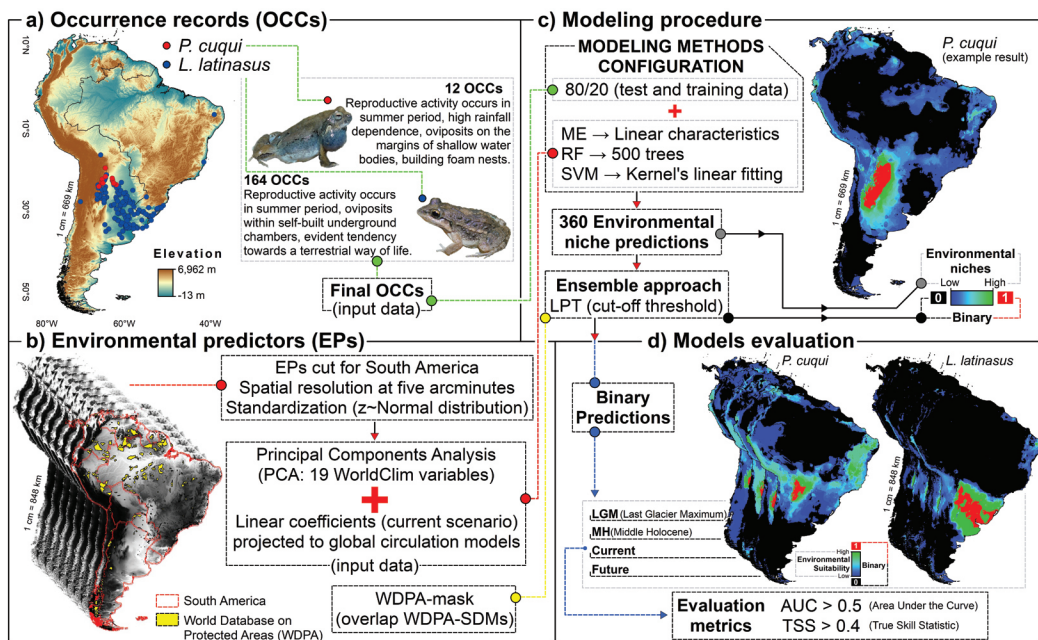 a) Occurrence records (OCCs)
10°N
10°S
30°S
50°S
80°W
60°W
40°W
P. cuqui
L. latinasus
1 cm = 669 km
Elevation
6,962 m
-13 m
12 OCCs
Reproductive activity occurs in
summer period, high rainfall
dependence, oviposits on the
margins of shallow water
bodies, building foam nests.
164 OCCs
Reproductive activity occurs
in summer period, oviposits
within self-built underground
chambers, evident tendency
towards a terrestrial way of life.
Final OCCs
(input data)
b) Environmental predictors (EPs)
1 cm = 848 km
South America
World Database on
Protected Areas (WDPA)
EPs cut for South America
Spatial resolution at five arcminutes
Standardization (z~Normal distribution)
Principal Components Analysis
(PCA: 19 WorldClim variables)
+
Linear coefficients (current scenario)
projected to global circulation models
(input data)
WDPA-mask
(overlap WDPA-SDMs)
c) Modeling procedure
MODELING METHODS
CONFIGURATION
80/20 (test and training data)
+
ME → Linear characteristics
RF → 500 trees
SVM → Kernel's linear fitting
360 Environmental
niche predictions
Ensemble approach
LPT (cut-off threshold)
P. cuqui
(example result)
1 cm = 669 km
Environmental
niches
Low
High
0
1
Binary
d) Models evaluation
Binary
Predictions
P. cuqui
L. latinasus
1 cm = 848 km
LGM (Last Glacier Maximum)
MH (Middle Holocene)
Current
Future
1
High
Environmental
Suitability
Low
0
Binary
Evaluation
metrics
AUC > 0.5 (Area Under the Curve)
TSS > 0.4 (True Skill Statistic)